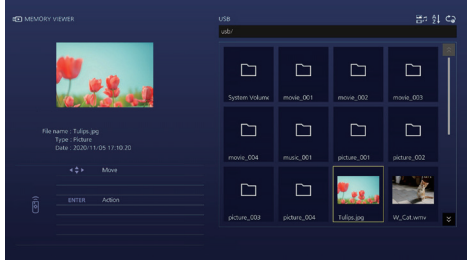 MEMORY VIEWER
USB
usb/
System Volume movie_001 movie_002 movie_003
movie_004 music_001 picture_001 picture_002
picture_003 picture_004 Tulips.jpg W_Cat.wmv
File name : Tulips.jpg
Type : Picture
Date : 2020/11/05 17:10:20
Move
ENTER Action